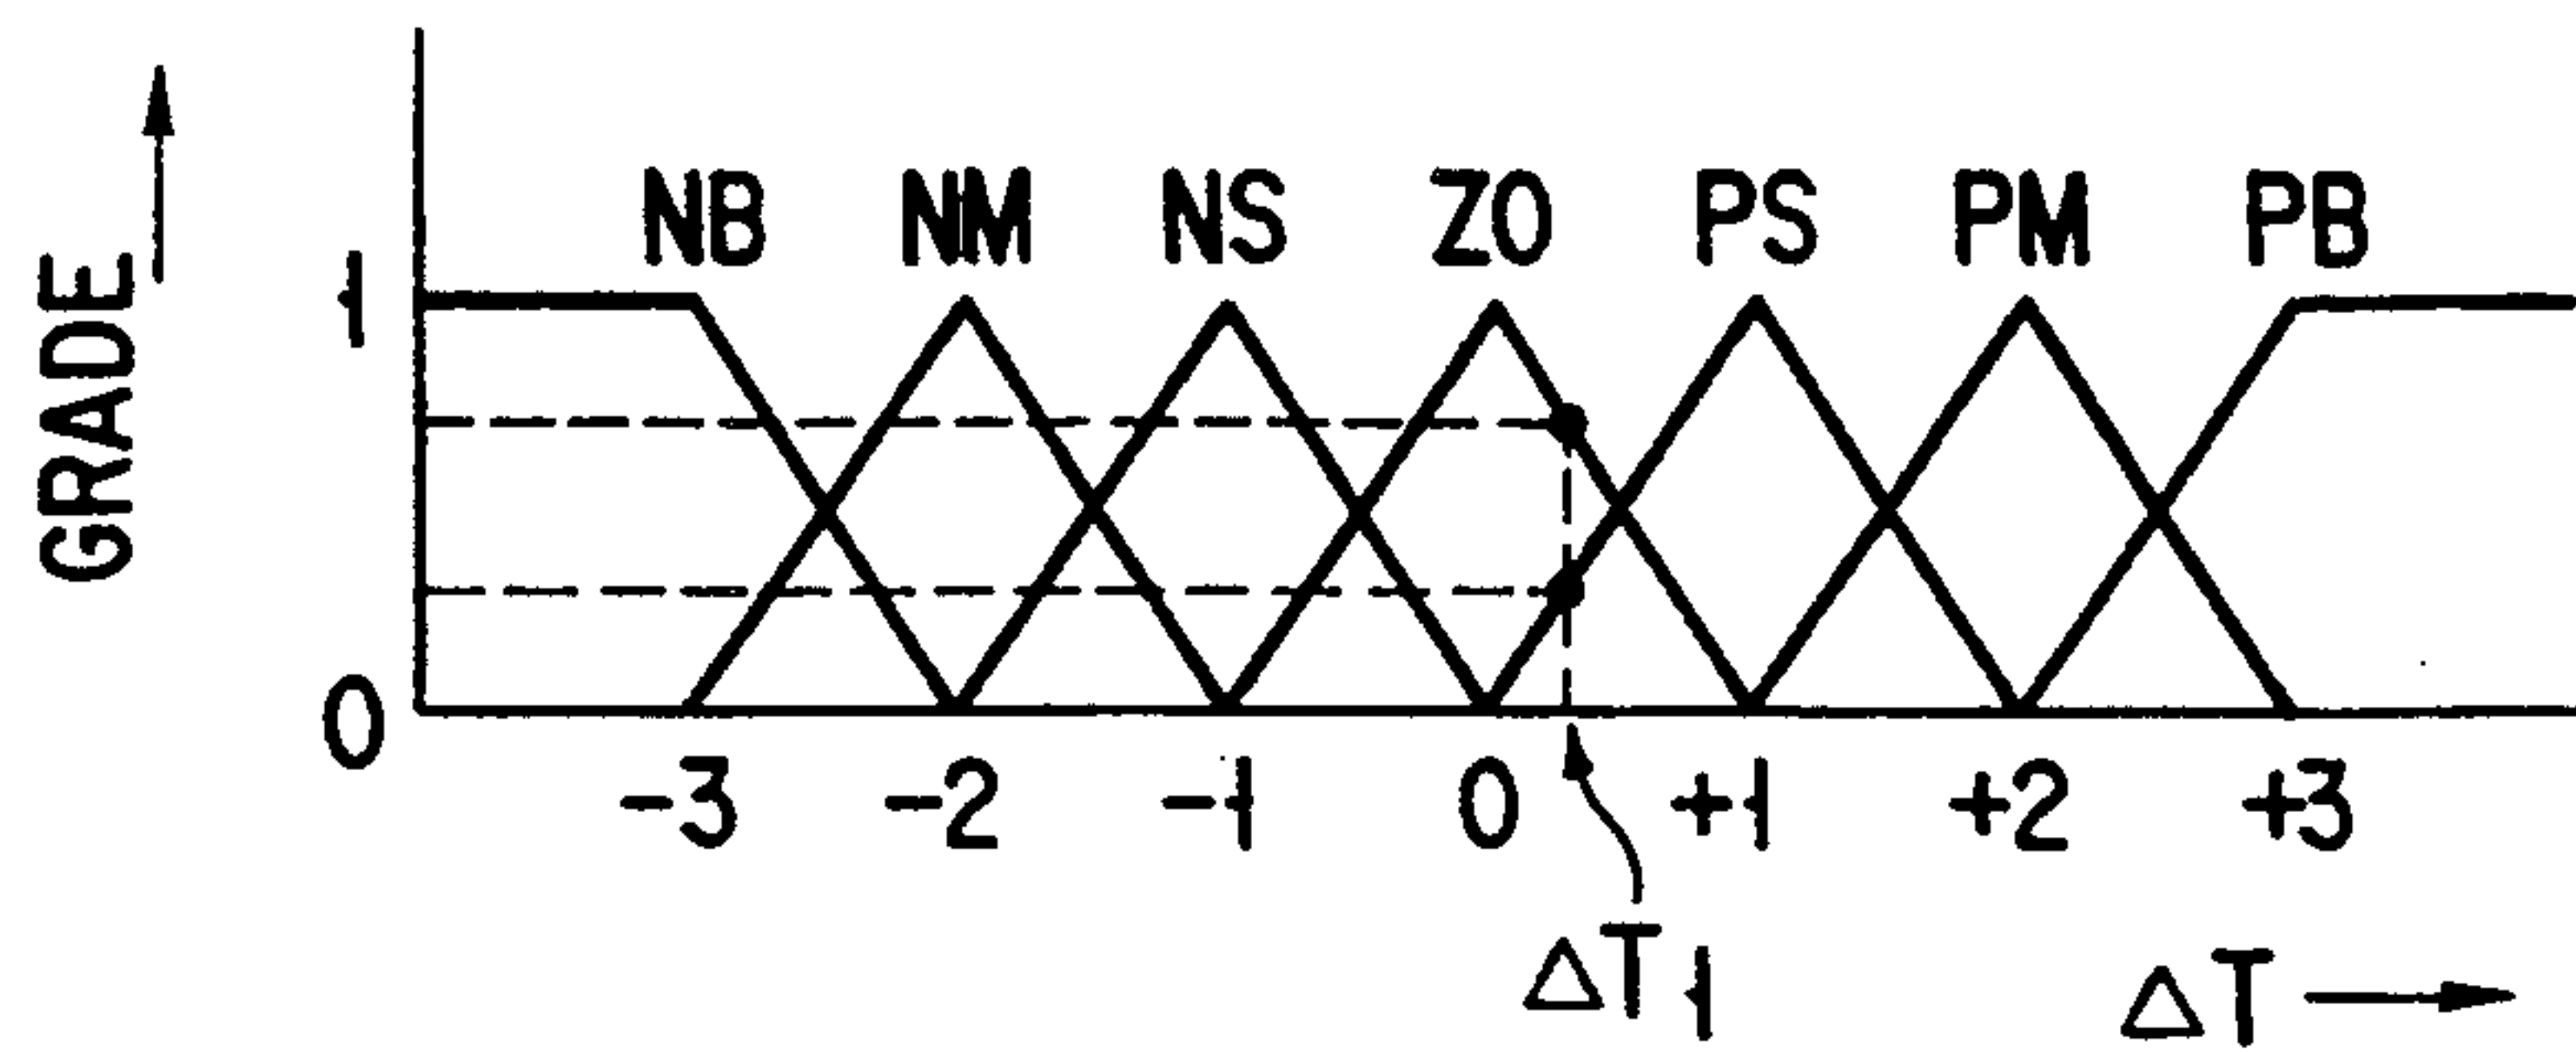 GRADE
NB NM NS ZO PS PM PB
1
0
-3 -2 -1 0 +1 +2 +3
ΔT1
ΔT